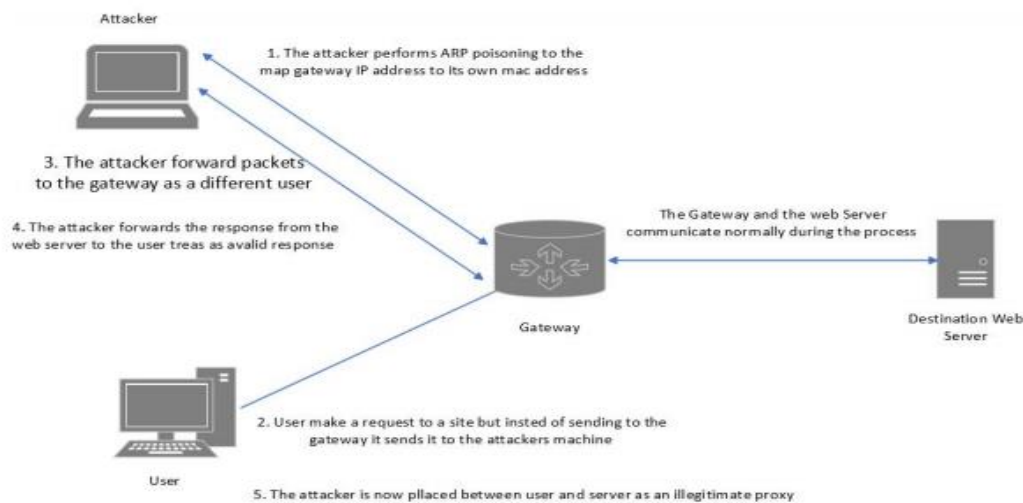 Attacker
1. The attacker performs ARP poisoning to the
map gateway IP address to its own mac address
3. The attacker forward packets
to the gateway as a different user
4. The attacker forwards the response from the
web server to the user treas as avalid response
The Gateway and the web Server
communicate normally during the process
Gateway
Destination Web
Server
2. User make a request to a site but insted of sending to the
gateway it sends it to the attackers machine
User
5. The attacker is now pllaced between user and server as an illegitimate proxy